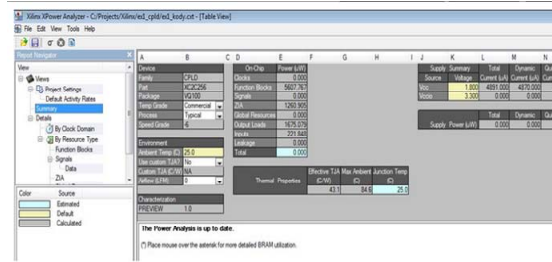 Xilinx XPower Analyzer - C:/Projects/Xilinx/ex1_cpld/ex1_kody.cxt - [Table View]
File Edit View Tools Help
Report Navigator
View
Views
Project Settings
Default Activity Rates
Summary
Details
By Clock Domain
By Resource Type
Function Blocks
Signals
Data
ZIA
Color Source
Estimated
Default
Calculated
A B C D E F G H I J K L M N
Device
Family CPLD
Part XC2C256
Package VQ100
Temp Grade Commercial
Process Typical
Speed Grade -6
Environment
Ambient Temp (C) 25.0
Use custom TJA? No
Custom TJA (C/W) NA
Airflow (LFM) 0
Characterization
PREVIEW 1.0
On-Chip Power (uW)
Clocks 0.000
Function Blocks 5607.767
Signals 0.000
ZIA 1260.905
Global Resources 0.000
Output Loads 1675.079
Inputs
Leakage 0.000
Total 0.000
Thermal Properties Effective TJA Max Ambient Junction Temp
(C/W) (C) (C)
43.1 84.6 25.0
Supply Summary Total Dynamic
Source Voltage Current (uA) Current (uA)
Vcc 1.800 4891.000 4870.000
Vccio 3.300 0.000 0.000
Total Dynamic
Supply Power (uW) 0.000 0.000
The Power Analysis is up to date.
(*) Place mouse over the asterisk for more detailed BRAM utilization.